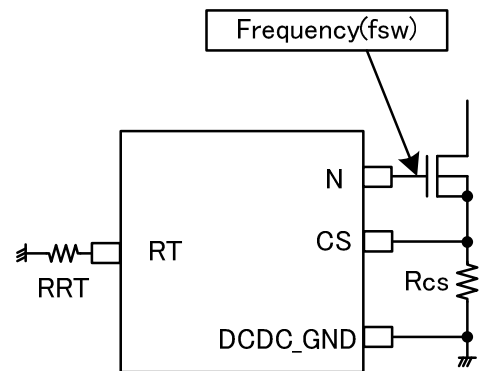 Frequency(fsw)
N
RT
CS
RRT
Rcs
DCDC_GND